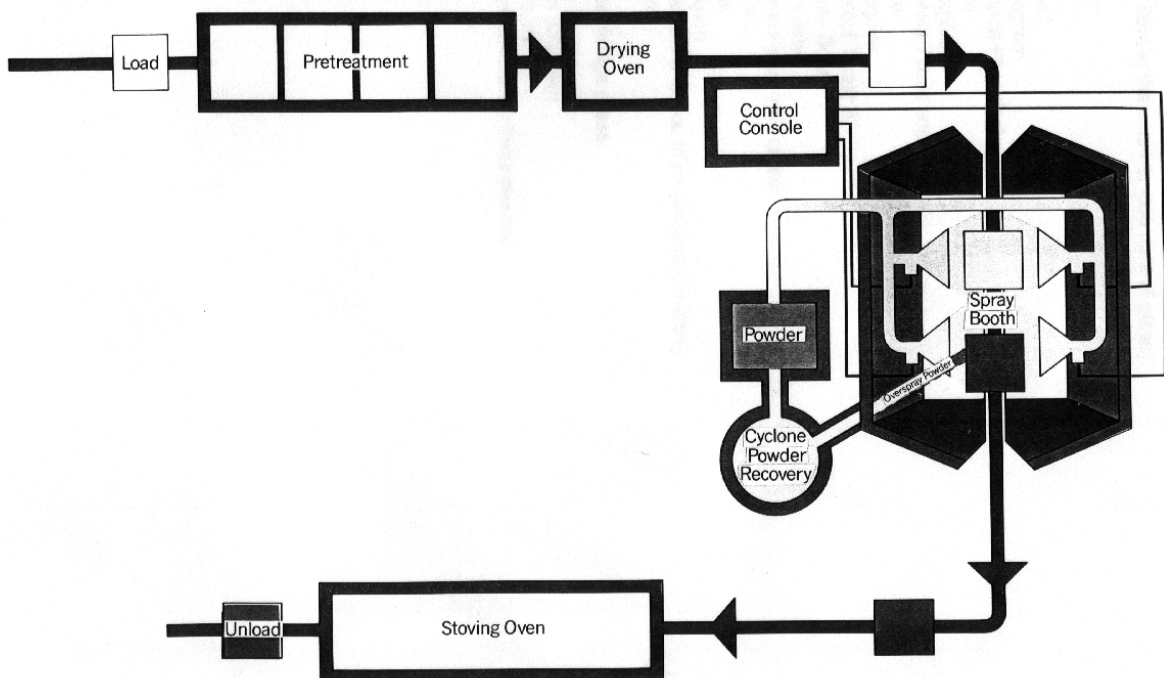 Load
Pretreatment
Drying
Oven
Control
Console
Spray
Booth
Powder
Overspray Powder
Cyclone
Powder
Recovery
Unload
Stoving Oven